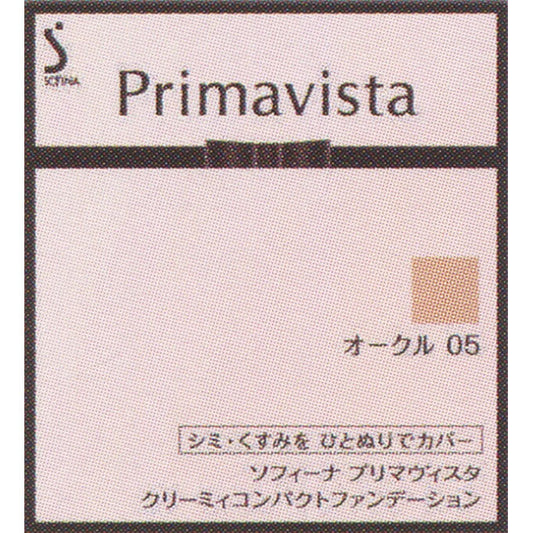 SOFINA
Primavista
オークル 05
シミ・くすみを ひとぬりでカバー
ソフィーナ プリマヴィスタ
クリーミィコンパクトファンデーション